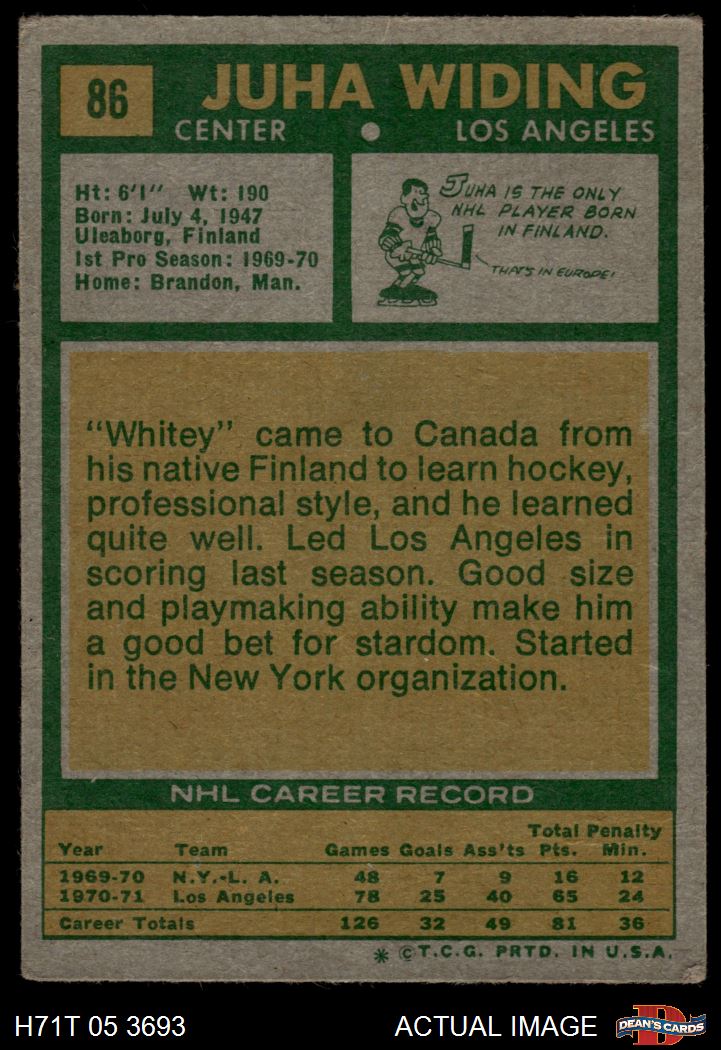 86
JUHA WIDING
CENTER • LOS ANGELES
Ht: 6'1" Wt: 190
Born: July 4, 1947
Uleaborg, Finland
1st Pro Season: 1969-70
Home: Brandon, Man.
JUHA IS THE ONLY
NHL PLAYER BORN
IN FINLAND.
THAT'S IN EUROPE!
"Whitey" came to Canada from
his native Finland to learn hockey,
professional style, and he learned
quite well. Led Los Angeles in
scoring last season. Good size
and playmaking ability make him
a good bet for stardom. Started
in the New York organization.
NHL CAREER RECORD
Total Penalty
Year Team Games Goals Ass'ts Pts. Min.
1969-70 N.Y.-L. A. 48 7 9 16 12
1970-71 Los Angeles 78 25 40 65 24
Career Totals 126 32 49 81 36
* © T.C.G. PRTD. IN U.S.A.
H71T 05 3693 ACTUAL IMAGE
D
DEAN'S CARDS